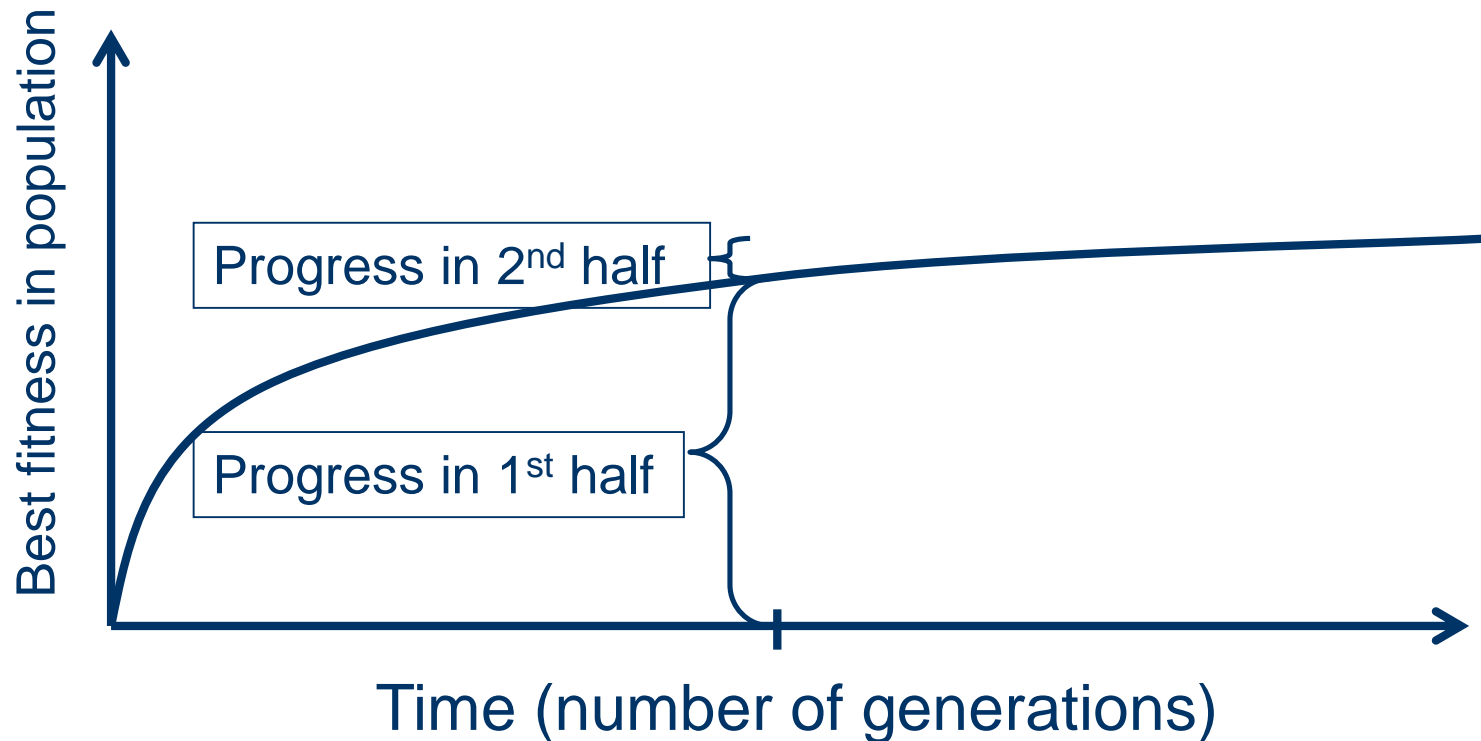 Best fitness in population
Progress in 2nd half
Progress in 1st half
Time (number of generations)